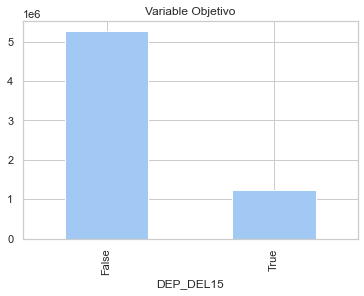 Variable Objetivo
1e6
5
4
3
2
1
0
False
True
DEP_DEL15